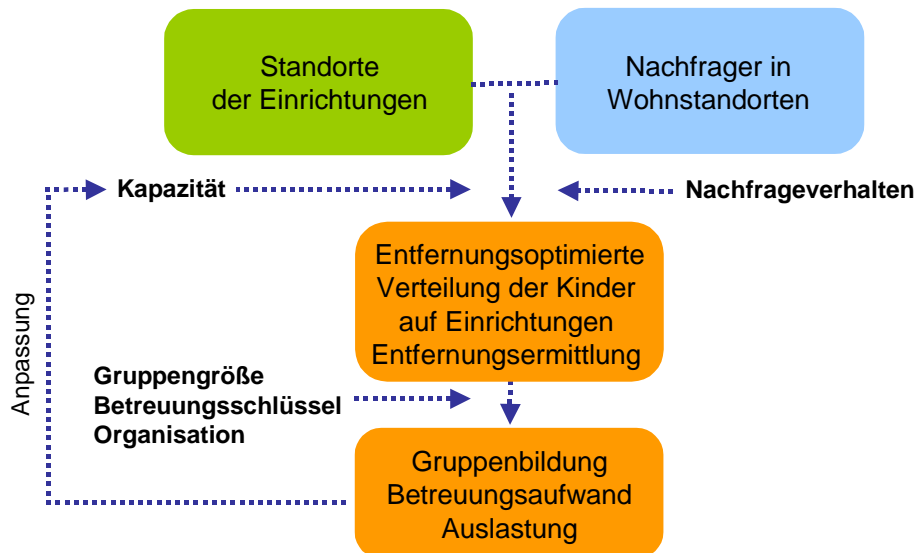 Standorte
der Einrichtungen
Nachfrager in
Wohnstandorten
Kapazität
Nachfrageverhalten
Entfernungsoptimierte
Verteilung der Kinder
auf Einrichtungen
Entfernungsermittlung
Anpassung
Gruppengröße
Betreuungsschlüssel
Organisation
Gruppenbildung
Betreuungsaufwand
Auslastung